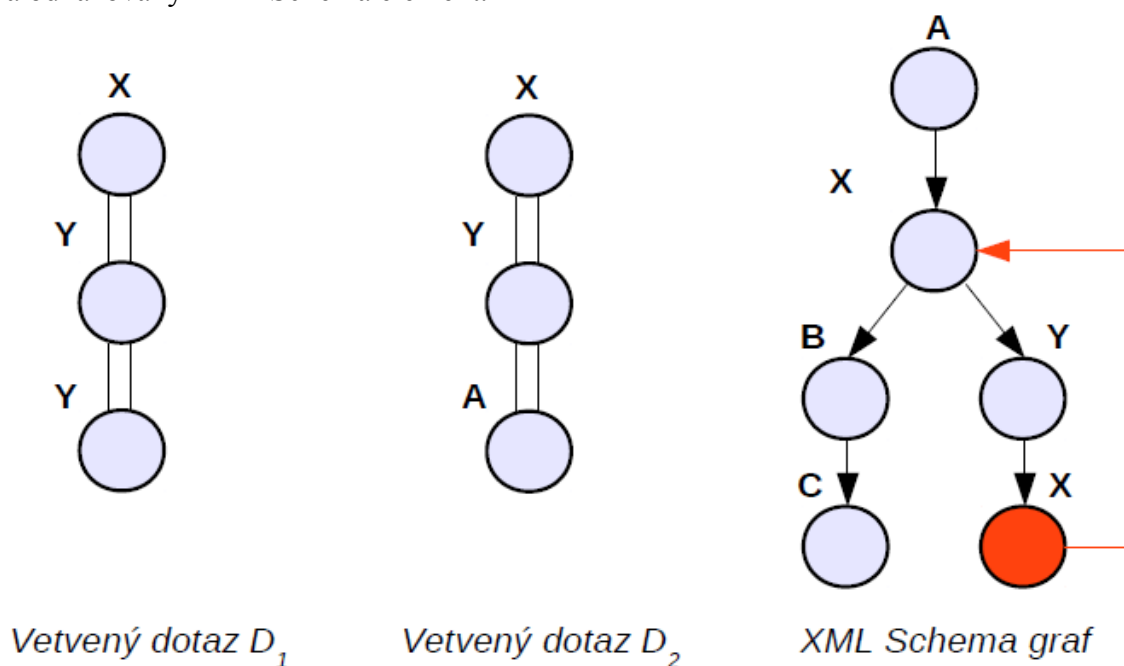 X
Y
Y
Vetvený dotaz D1
X
Y
A
Vetvený dotaz D2
A
X
B
Y
C
X
XML Schema graf